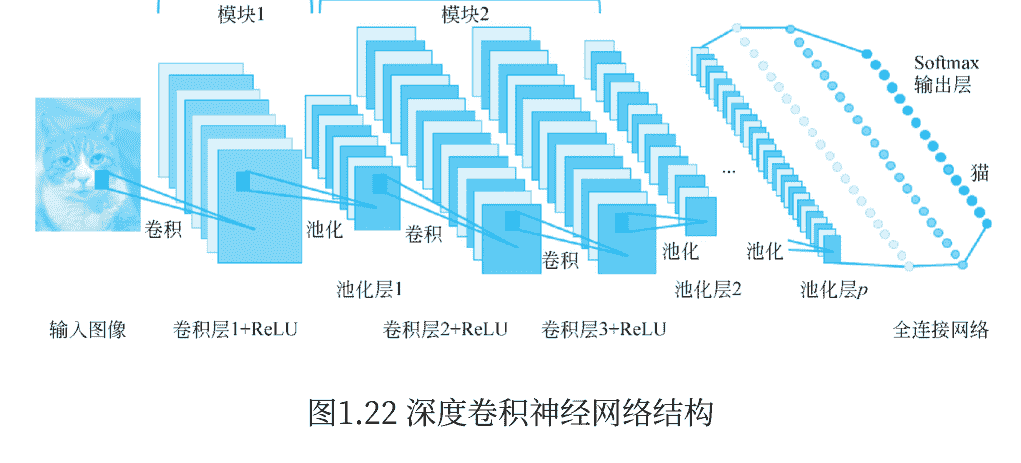 模块1
模块2
Softmax
输出层
猫
卷积
池化
卷积
卷积
池化
...
池化
池化层1
池化层2
池化层p
输入图像
卷积层1+ReLU
卷积层2+ReLU
卷积层3+ReLU
全连接网络
图1.22 深度卷积神经网络结构